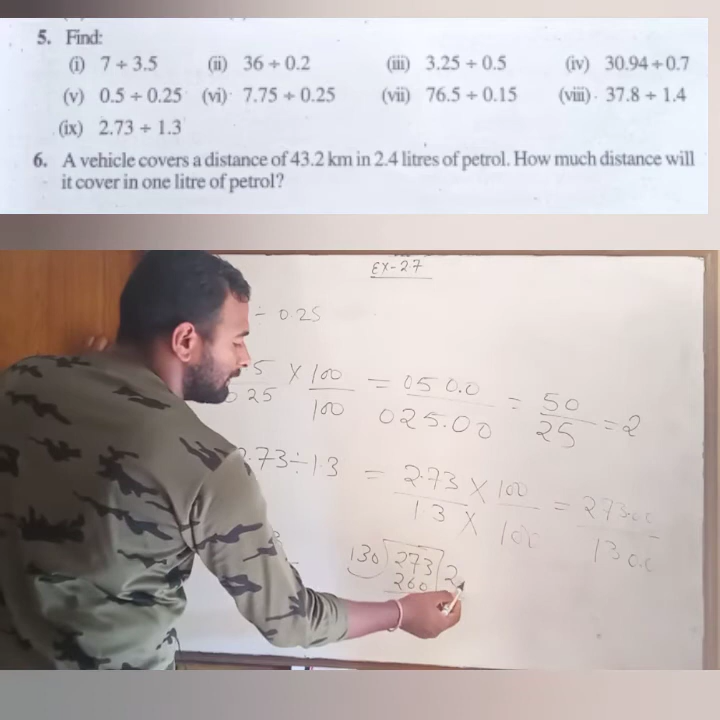 5. Find:
(i) 7 ÷ 3.5 (ii) 36 ÷ 0.2 (iii) 3.25 ÷ 0.5 (iv) 30.94 ÷ 0.7
(v) 0.5 ÷ 0.25 (vi) 7.75 ÷ 0.25 (vii) 76.5 ÷ 0.15 (viii) 37.8 ÷ 1.4
(ix) 2.73 ÷ 1.3
6. A vehicle covers a distance of 43.2 km in 2.4 litres of petrol. How much distance will
it cover in one litre of petrol?
EX-27
÷ 0.25
5 × 100 = 050.0 = 50 = 2
0.25 100 025.00 25
2.73÷1.3 = 2.73 × 100 = 273.00
1.3 × 100 130.0
130 273 2
260